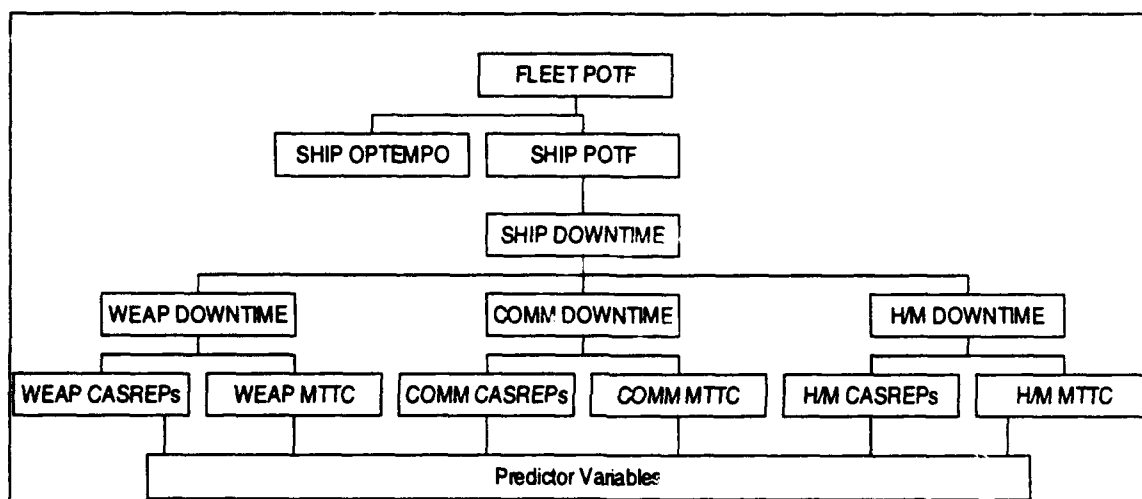 FLEET POTF
SHIP OPTEMPO
SHIP POTF
SHIP DOWNTIME
WEAP DOWNTIME
COMM DOWNTIME
H/M DOWNTIME
WEAP CASREPs
WEAP MTTC
COMM CASREPs
COMM MTTC
H/M CASREPs
H/M MTTC
Predictor Variables